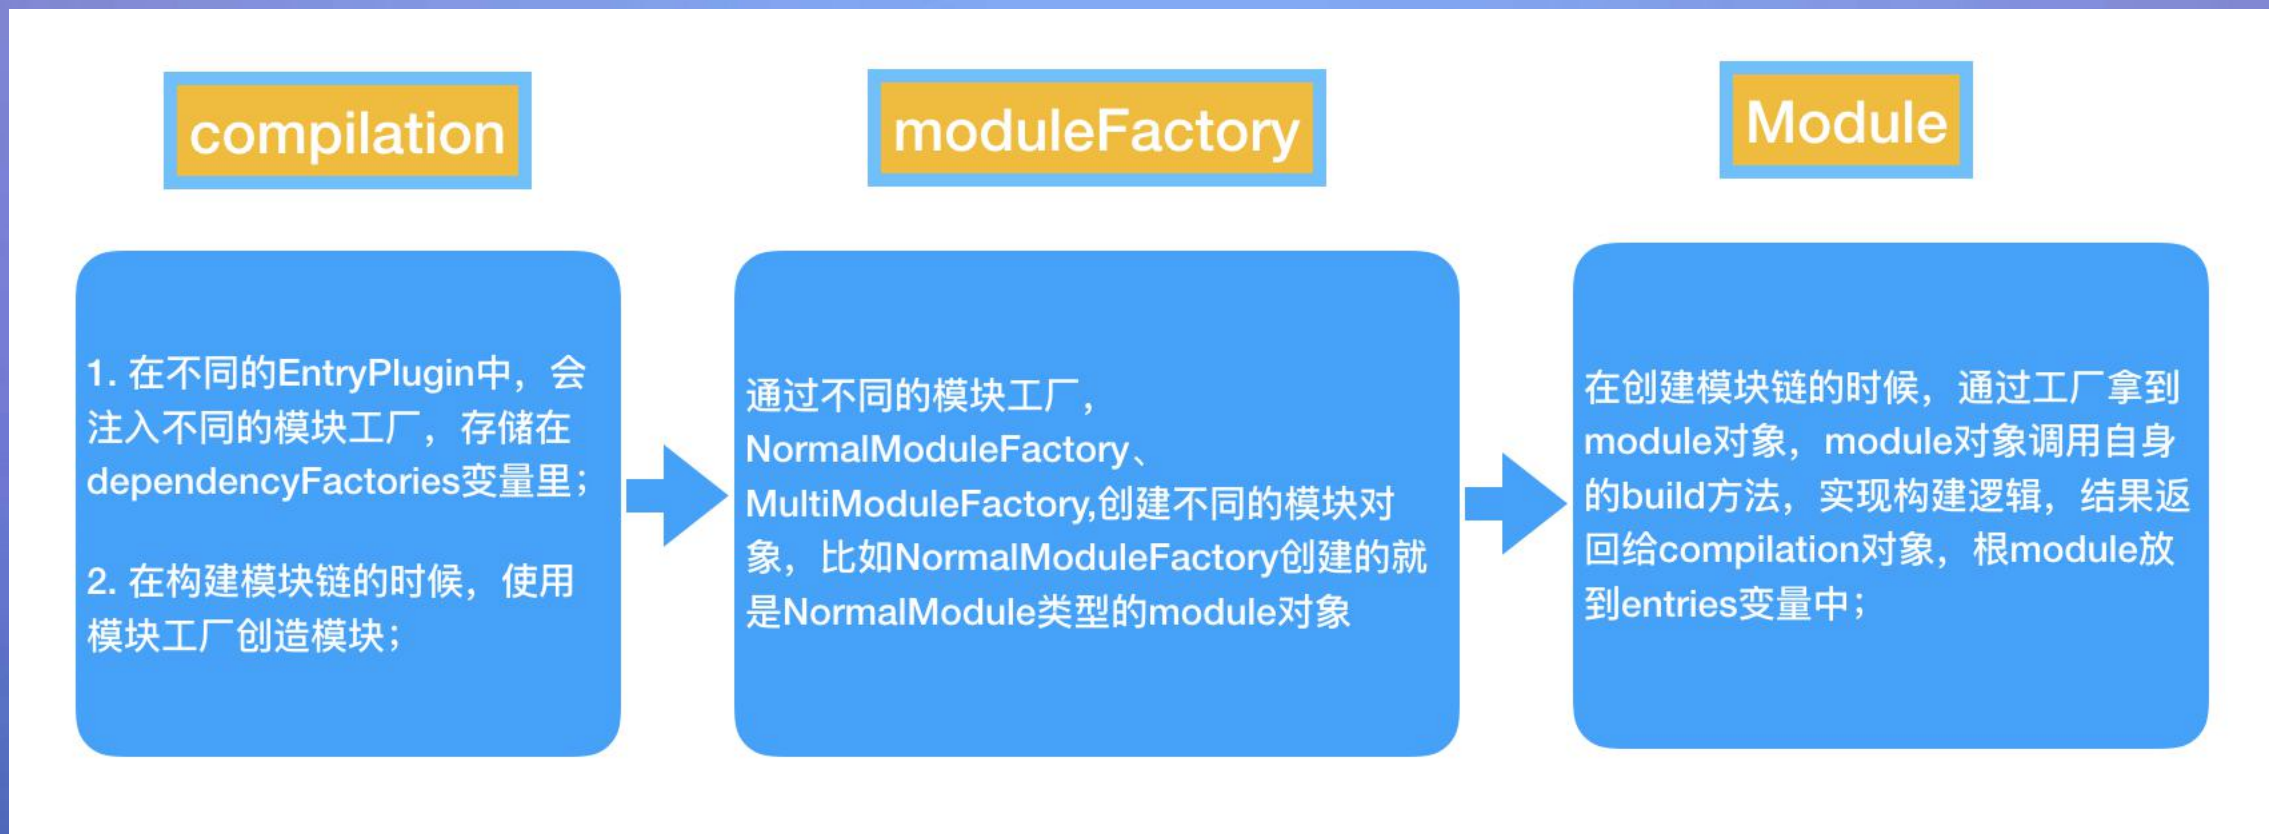 compilation
moduleFactory
Module
1. 在不同的EntryPlugin中，会
注入不同的模块工厂，存储在
dependencyFactories变量里；
2. 在构建模块链的时候，使用
模块工厂创造模块；
通过不同的模块工厂，
NormalModuleFactory、
MultiModuleFactory,创建不同的模块对
象，比如NormalModuleFactory创建的就
是NormalModule类型的module对象
在创建模块链的时候，通过工厂拿到
module对象，module对象调用自身
的build方法，实现构建逻辑，结果返
回给compilation对象，根module放
到entries变量中；